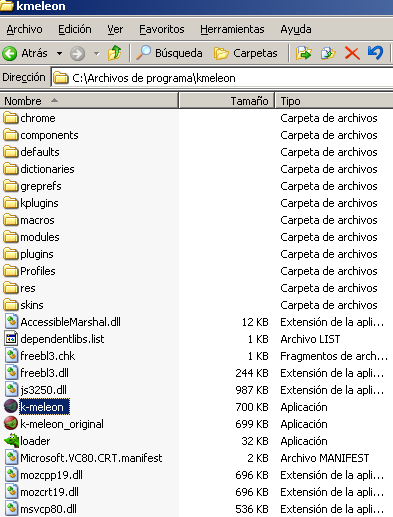 kmeleon
Archivo Edición Ver Favoritos Herramientas Ayuda
Atrás Búsqueda Carpetas
Dirección C:\Archivos de programa\kmeleon
Nombre Tamaño Tipo
chrome Carpeta de archivos
components Carpeta de archivos
defaults Carpeta de archivos
dictionaries Carpeta de archivos
greprefs Carpeta de archivos
kplugins Carpeta de archivos
macros Carpeta de archivos
modules Carpeta de archivos
plugins Carpeta de archivos
Profiles Carpeta de archivos
res Carpeta de archivos
skins Carpeta de archivos
AccessibleMarshal.dll 12 KB Extensión de la apli...
dependentlibs.list 1 KB Archivo LIST
freebl3.chk 1 KB Fragmentos de arch...
freebl3.dll 244 KB Extensión de la apli...
js3250.dll 987 KB Extensión de la apli...
k-meleon 700 KB Aplicación
k-meleon_original 699 KB Aplicación
loader 32 KB Aplicación
Microsoft.VC80.CRT.manifest 2 KB Archivo MANIFEST
mozcpp19.dll 696 KB Extensión de la apli...
mozcrt19.dll 696 KB Extensión de la apli...
msvcp80.dll 536 KB Extensión de la apli...